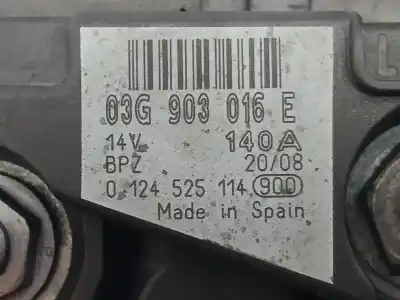 03G 903 016 E
14V 140A
BPZ 20/08
0 124 525 114 900
Made in Spain
L